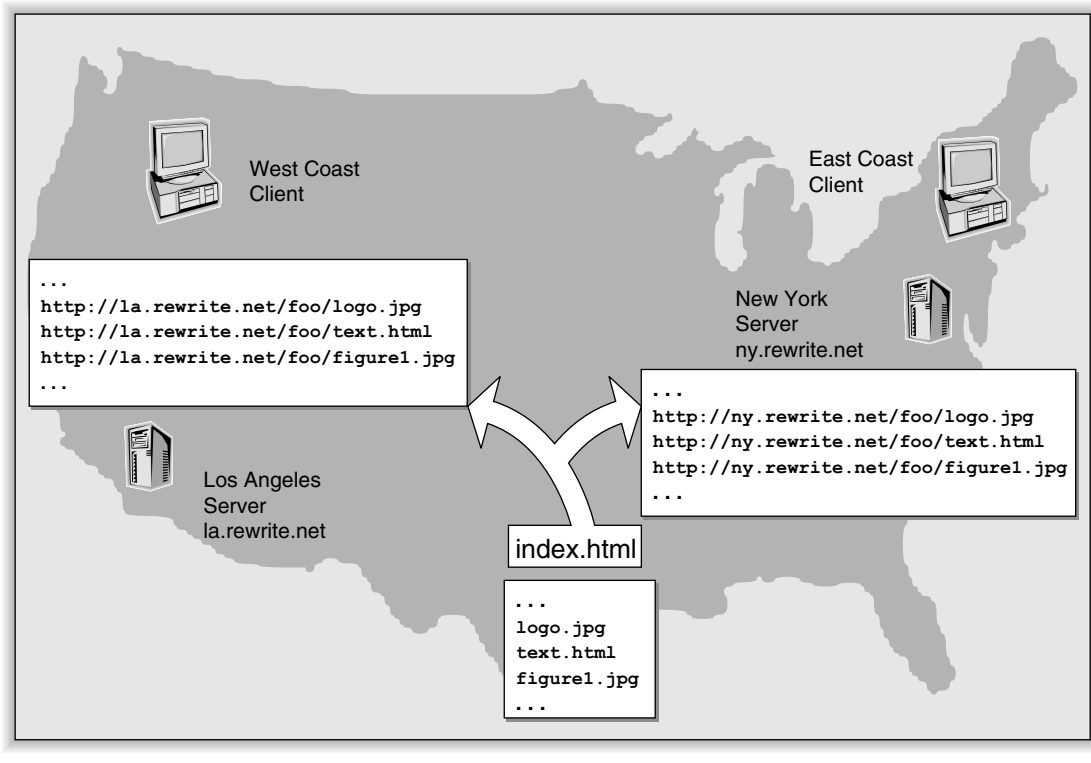 West Coast
Client
East Coast
Client
...
http://la.rewrite.net/foo/logo.jpg
http://la.rewrite.net/foo/text.html
http://la.rewrite.net/foo/figure1.jpg
...
New York
Server
ny.rewrite.net
...
http://ny.rewrite.net/foo/logo.jpg
http://ny.rewrite.net/foo/text.html
http://ny.rewrite.net/foo/figure1.jpg
...
Los Angeles
Server
la.rewrite.net
index.html
...
logo.jpg
text.html
figure1.jpg
...